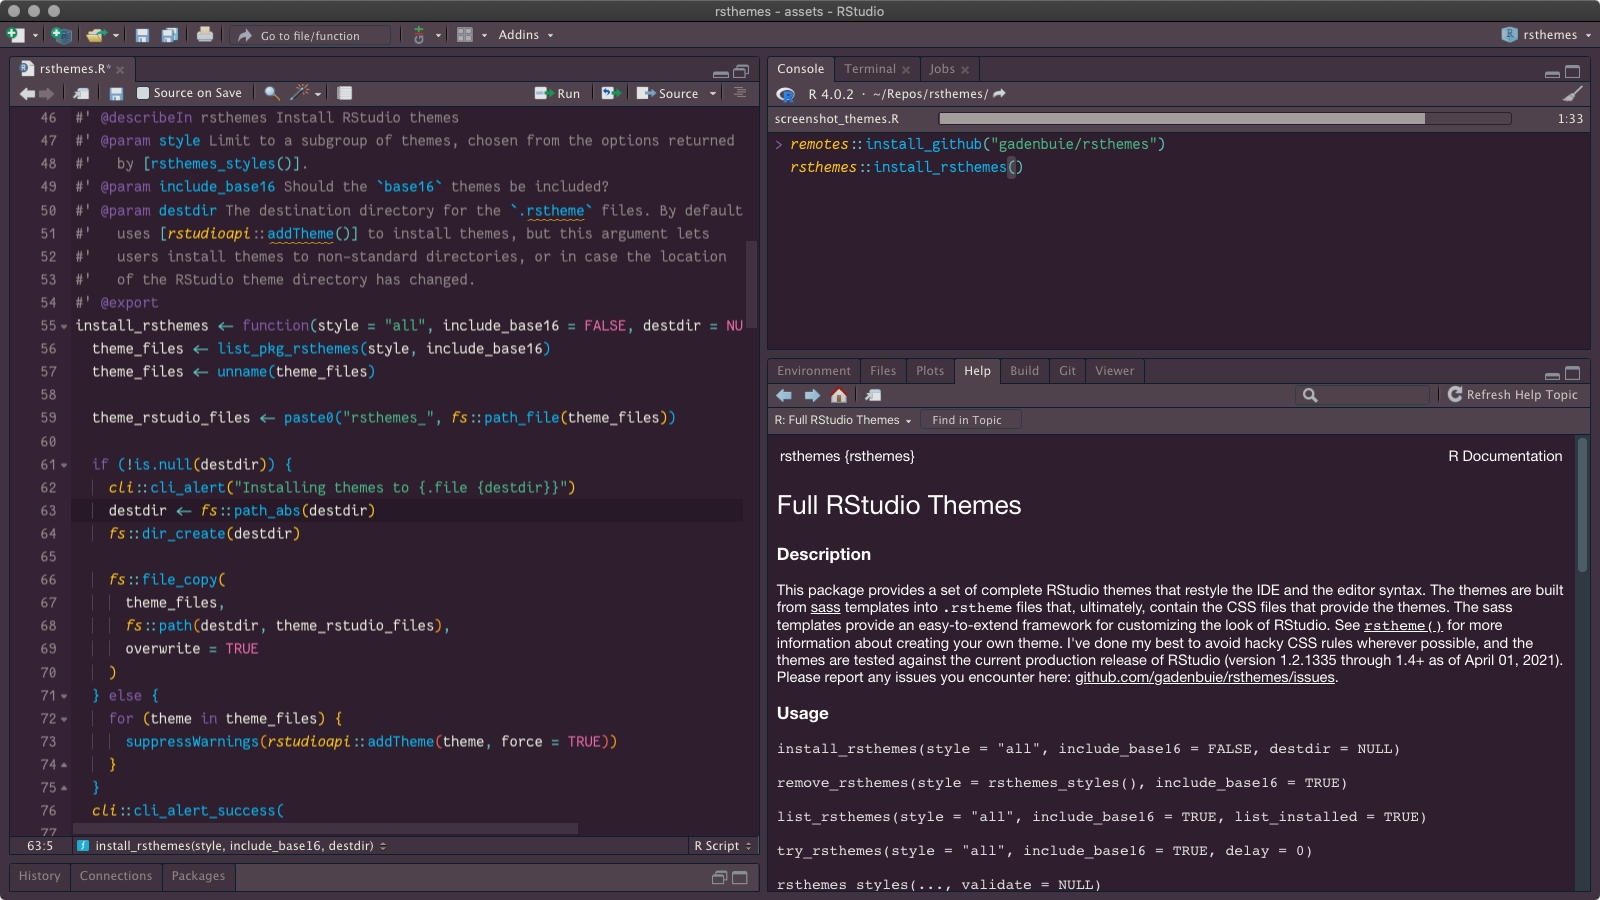 rsthemes - assets - RStudio
Go to file/function
Addins
rsthemes
rsthemes.R*
Source on Save
Run
Source
46 #' @describeIn rsthemes Install RStudio themes
47 #' @param style Limit to a subgroup of themes, chosen from the options returned
48 #'   by [rsthemes_styles()].
49 #' @param include_base16 Should the `base16` themes be included?
50 #' @param destdir The destination directory for the `.rstheme` files. By default
51 #'   uses [rstudioapi::addTheme()] to install themes, but this argument lets
52 #'   users install themes to non-standard directories, or in case the location
53 #'   of the RStudio theme directory has changed.
54 #' @export
55 install_rsthemes <- function(style = "all", include_base16 = FALSE, destdir = NU
56   theme_files <- list_pkg_rsthemes(style, include_base16)
57   theme_files <- unname(theme_files)
58
59   theme_rstudio_files <- paste0("rsthemes_", fs::path_file(theme_files))
60
61   if (!is.null(destdir)) {
62     cli::cli_alert("Installing themes to {.file {destdir}}")
63     destdir <- fs::path_abs(destdir)
64     fs::dir_create(destdir)
65
66     fs::file_copy(
67       theme_files,
68       fs::path(destdir, theme_rstudio_files),
69       overwrite = TRUE
70     )
71   } else {
72     for (theme in theme_files) {
73       suppressWarnings(rstudioapi::addTheme(theme, force = TRUE))
74     }
75   }
76   cli::cli_alert_success(
77
63:5
install_rsthemes(style, include_base16, destdir)
R Script
History
Connections
Packages
Console
Terminal
Jobs
R 4.0.2 · ~/Repos/rsthemes/
screenshot_themes.R
1:33
> remotes::install_github("gadenbuie/rsthemes")
rsthemes::install_rsthemes()
Environment
Files
Plots
Help
Build
Git
Viewer
Refresh Help Topic
R: Full RStudio Themes
Find in Topic
rsthemes {rsthemes}
R Documentation
Full RStudio Themes
Description
This package provides a set of complete RStudio themes that restyle the IDE and the editor syntax. The themes are built
from sass templates into .rstheme files that, ultimately, contain the CSS files that provide the themes. The sass
templates provide an easy-to-extend framework for customizing the look of RStudio. See rstheme() for more
information about creating your own theme. I've done my best to avoid hacky CSS rules wherever possible, and the
themes are tested against the current production release of RStudio (version 1.2.1335 through 1.4+ as of April 01, 2021).
Please report any issues you encounter here: github.com/gadenbuie/rsthemes/issues.
Usage
install_rsthemes(style = "all", include_base16 = FALSE, destdir = NULL)
remove_rsthemes(style = rsthemes_styles(), include_base16 = TRUE)
list_rsthemes(style = "all", include_base16 = TRUE, list_installed = TRUE)
try_rsthemes(style = "all", include_base16 = TRUE, delay = 0)
rsthemes_styles(..., validate = NULL)